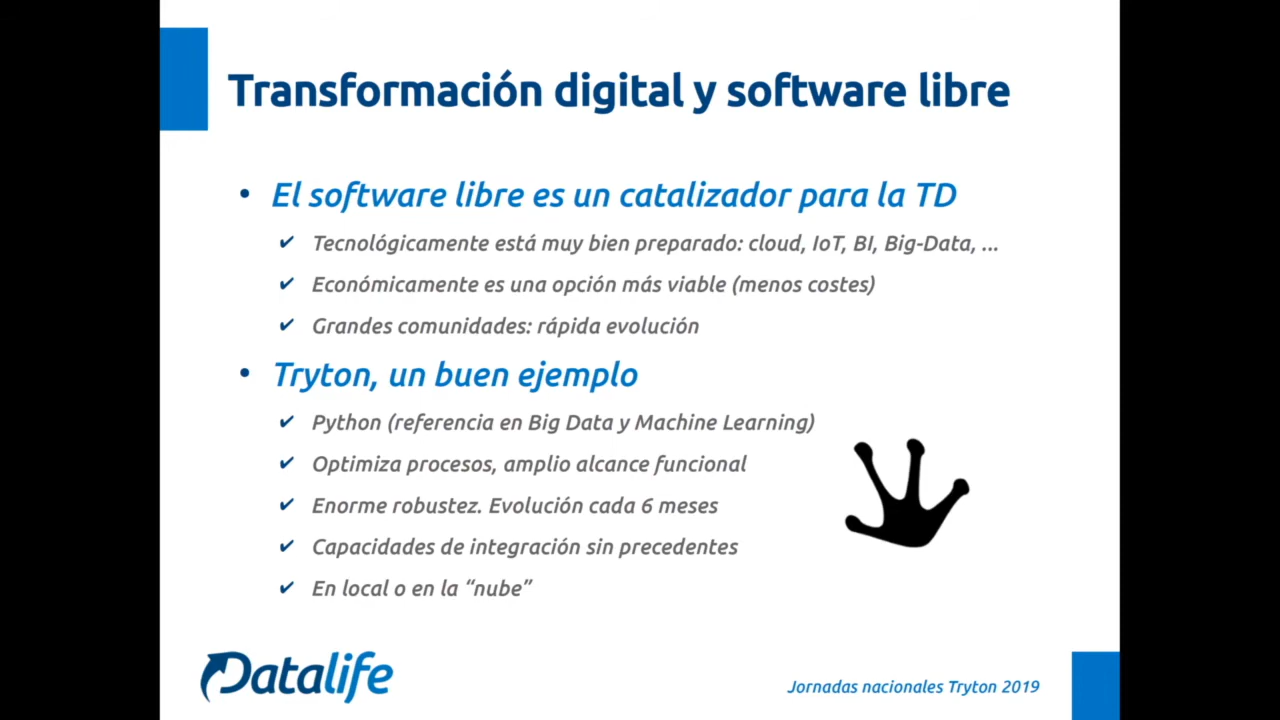 Transformación digital y software libre
• El software libre es un catalizador para la TD
✔ Tecnológicamente está muy bien preparado: cloud, IoT, BI, Big-Data, ...
✔ Económicamente es una opción más viable (menos costes)
✔ Grandes comunidades: rápida evolución
• Tryton, un buen ejemplo
✔ Python (referencia en Big Data y Machine Learning)
✔ Optimiza procesos, amplio alcance funcional
✔ Enorme robustez. Evolución cada 6 meses
✔ Capacidades de integración sin precedentes
✔ En local o en la “nube”
Datalife
Jornadas nacionales Tryton 2019